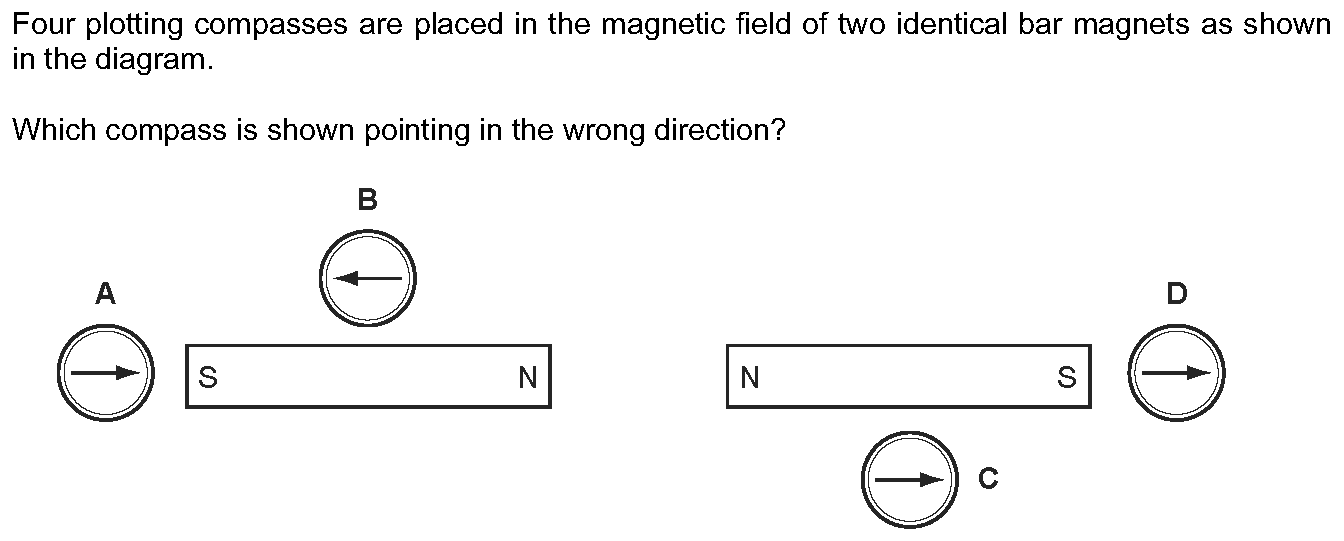 Four plotting compasses are placed in the magnetic field of two identical bar magnets as shown
in the diagram.
Which compass is shown pointing in the wrong direction?
B
A
D
S N
N S
C